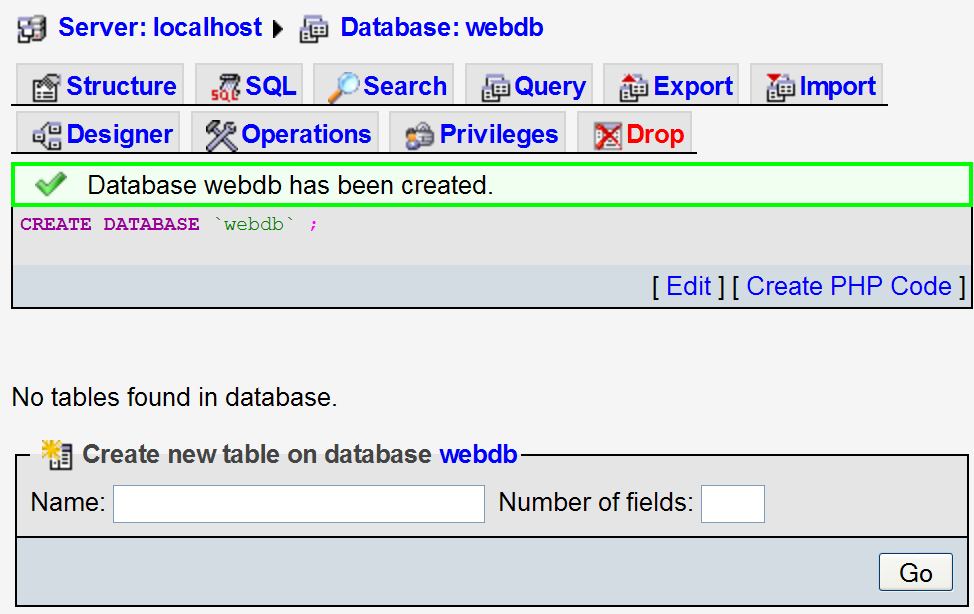 Server: localhost Database: webdb
Structure SQL Search Query Export Import
Designer Operations Privileges Drop
Database webdb has been created.
CREATE DATABASE `webdb` ;
[ Edit ] [ Create PHP Code ]
No tables found in database.
Create new table on database webdb
Name: Number of fields:
Go